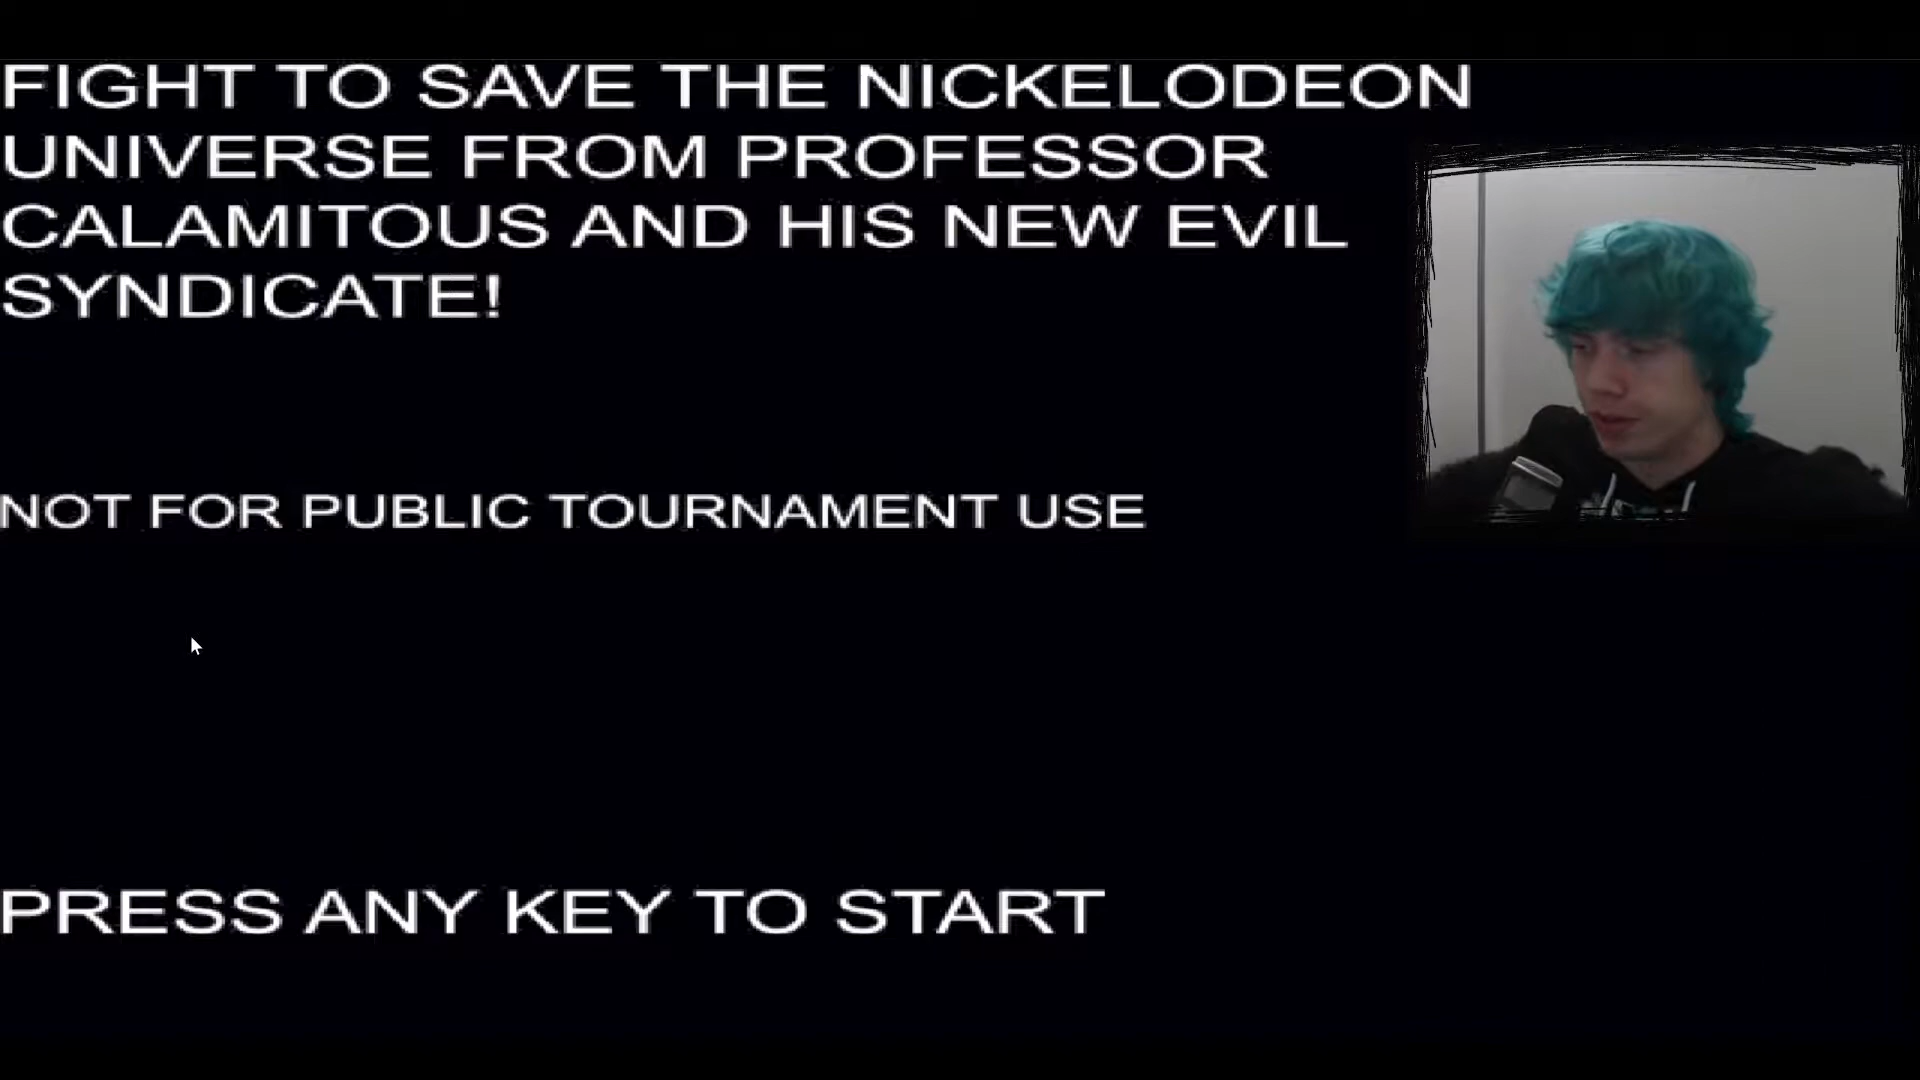 FIGHT TO SAVE THE NICKELODEON
UNIVERSE FROM PROFESSOR
CALAMITOUS AND HIS NEW EVIL
SYNDICATE!
NOT FOR PUBLIC TOURNAMENT USE
PRESS ANY KEY TO START